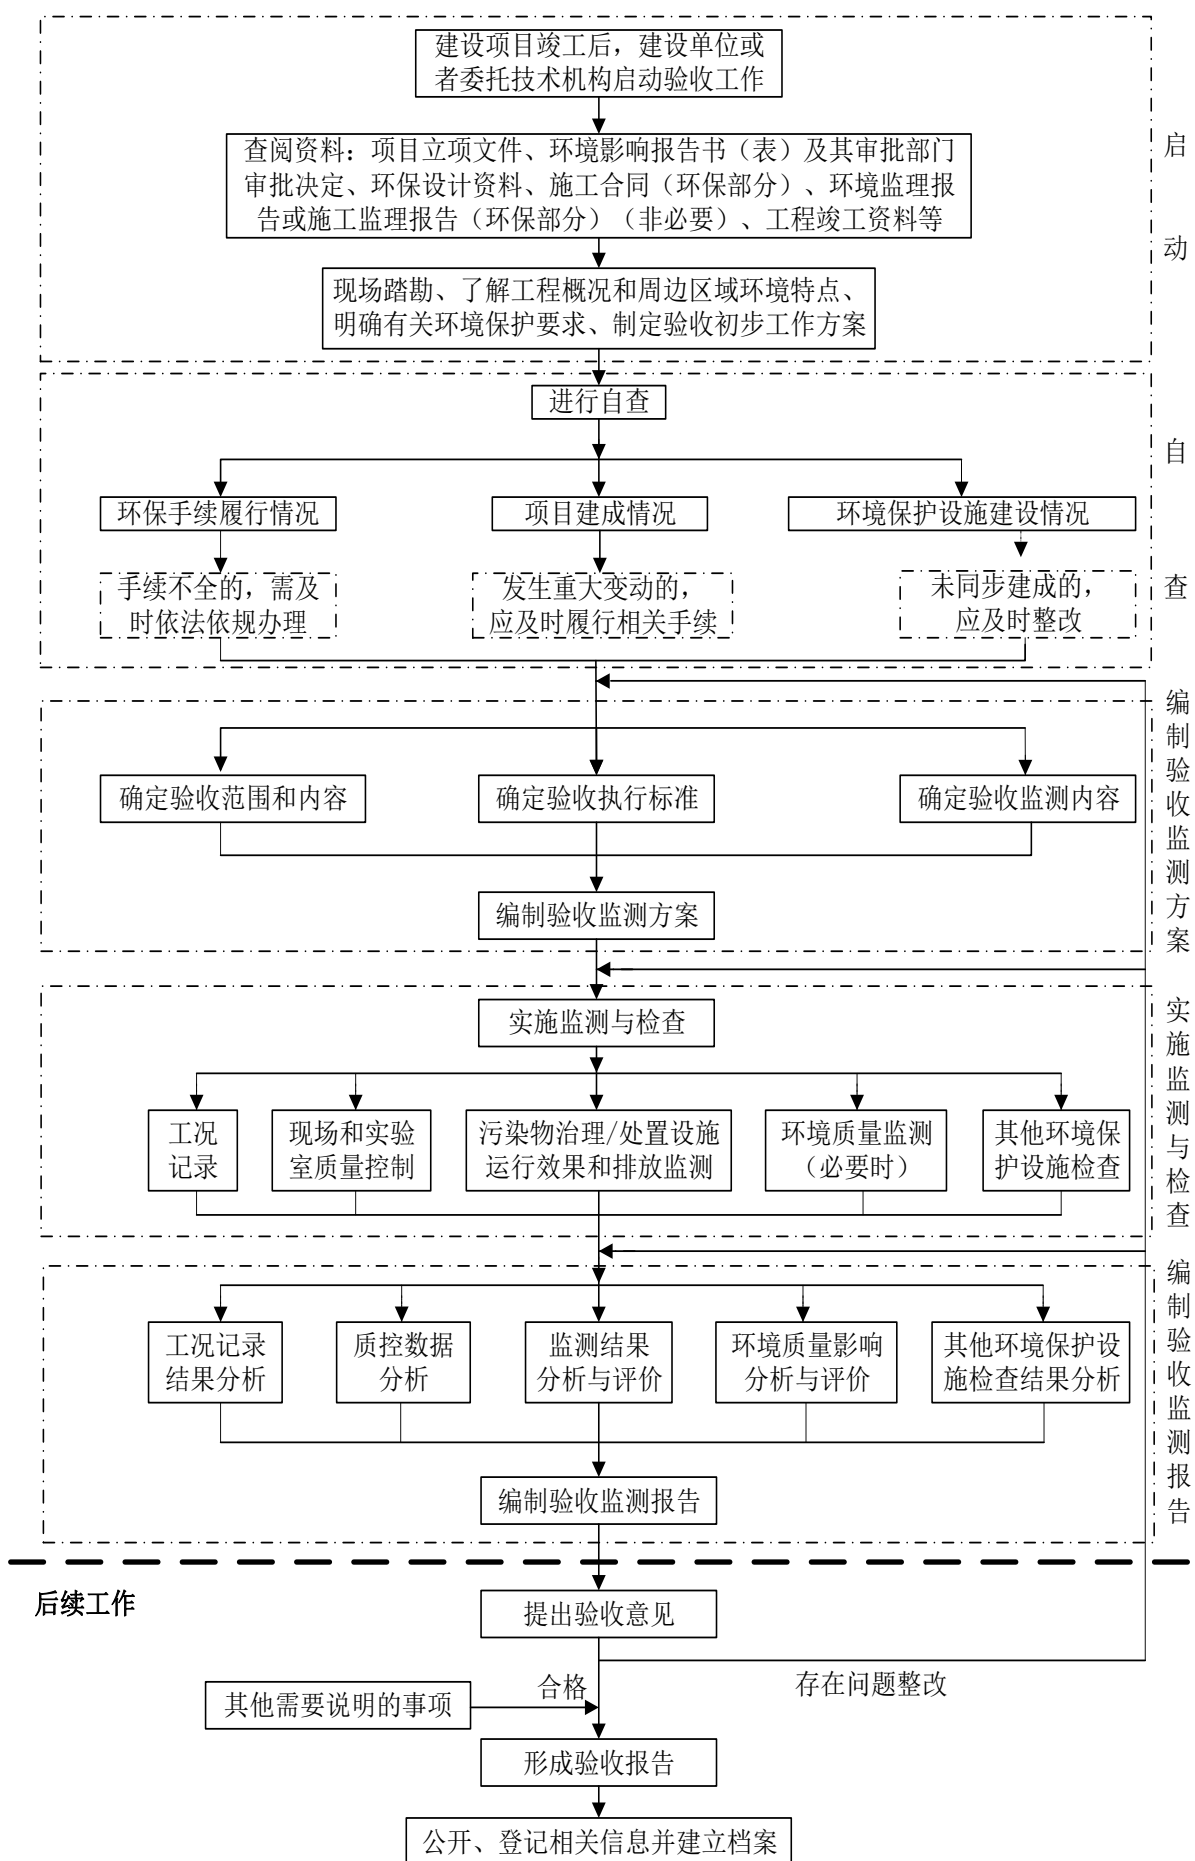 建设项目竣工后，建设单位或
者委托技术机构启动验收工作
查阅资料：项目立项文件、环境影响报告书（表）及其审批部门
审批决定、环保设计资料、施工合同（环保部分）、环境监理报
告或施工监理报告（环保部分）（非必要）、工程竣工资料等
现场踏勘、了解工程概况和周边区域环境特点、
明确有关环境保护要求、制定验收初步工作方案
启动
进行自查
环保手续履行情况
项目建成情况
环境保护设施建设情况
手续不全的，需及
时依法依规办理
发生重大变动的，
应及时履行相关手续
未同步建成的，
应及时整改
自查
确定验收范围和内容
确定验收执行标准
确定验收监测内容
编制验收监测方案
编制验收监测方案
实施监测与检查
工况
记录
现场和实验
室质量控制
污染物治理/处置设施
运行效果和排放监测
环境质量监测
（必要时）
其他环境保
护设施检查
实施监测与检查
工况记录
结果分析
质控数据
分析
监测结果
分析与评价
环境质量影响
分析与评价
其他环境保护设
施检查结果分析
编制验收监测报告
编制验收监测报告
后续工作
提出验收意见
合格
存在问题整改
其他需要说明的事项
形成验收报告
公开、登记相关信息并建立档案